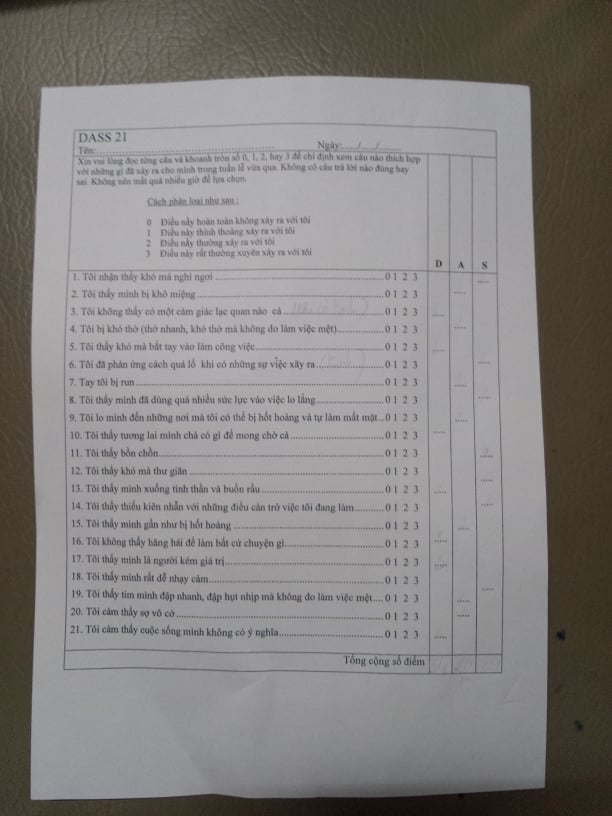 DASS 21
Tên:........ Ngày:....../....../........
Xin vui lòng đọc từng câu và khoanh tròn số 0, 1, 2, hay 3 để chỉ định xem câu nào thích hợp
với những gì đã xảy ra cho mình trong tuần lễ vừa qua. Không có câu trả lời nào đúng hay
sai. Không nên mất quá nhiều giờ để lựa chọn.
Cách phân loại như sau :
0 Điều nầy hoàn toàn không xảy ra với tôi
1 Điều này thỉnh thoảng xảy ra với tôi
2 Điều nầy thường xảy ra với tôi
3 Điều này rất thường xuyên xảy ra với tôi
D A S
1. Tôi nhận thấy khó mà nghỉ ngơi ........ 0 1 2 3 .....
2. Tôi thấy mình bị khô miệng ........ 0 1 2 3 .....
3. Tôi không thấy có một cảm giác lạc quan nào cả ........ 0 1 2 3 .....
4. Tôi bị khó thở (thở nhanh, khó thở mà không do làm việc mệt)........ 0 1 2 3 .....
5. Tôi thấy khó mà bắt tay vào làm công việc........ 0 1 2 3 .....
6. Tôi đã phản ứng cách quá lố khi có những sự việc xãy ra ........ 0 1 2 3 .....
7. Tay tôi bị run ........ 0 1 2 3 .....
8. Tôi thấy mình đã dùng quá nhiều sức lực vào việc lo lắng........ 0 1 2 3 .....
9. Tôi lo mình đến những nơi mà tôi có thể bị hốt hoảng và tự làm mất mặt .. 0 1 2 3 .....
10. Tôi thấy tương lai mình chả có gì để mong chờ cả ........ 0 1 2 3 .....
11. Tôi thấy bồn chồn........ 0 1 2 3 .....
12. Tôi thấy khó mà thư giãn ........ 0 1 2 3 .....
13. Tôi thấy mình xuống tinh thần và buồn rầu ........ 0 1 2 3 .....
14. Tôi thấy thiếu kiên nhẫn với những điều cản trở việc tôi đang làm........ 0 1 2 3 .....
15. Tôi thấy mình gần như bị hốt hoảng ........ 0 1 2 3 .....
16. Tôi không thấy hăng hái để làm bất cứ chuyện gì........ 0 1 2 3 .....
17. Tôi thấy mình là người kém giá trị........ 0 1 2 3 .....
18. Tôi thấy mình rất dễ nhạy cảm........ 0 1 2 3 .....
19. Tôi thấy tim mình đập nhanh, đập hụt nhịp mà không do làm việc mệt.... 0 1 2 3 .....
20. Tôi cảm thấy sợ vô cớ ........ 0 1 2 3 .....
21. Tôi cảm thấy cuộc sống mình không có ý nghĩa ........ 0 1 2 3 .....
Tổng cộng số điểm